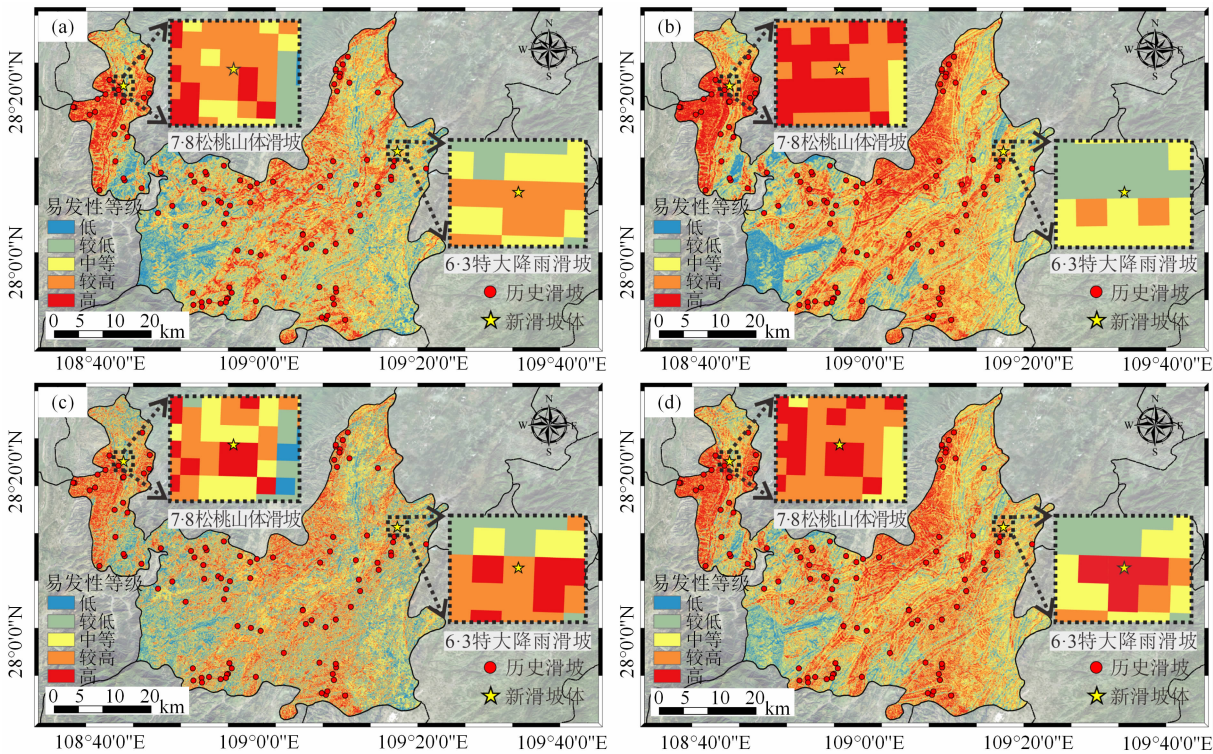 (a)
N
W
E
S
7·8松桃山体滑坡
易发性等级
低
较低
中等
较高
高
6·3特大降雨滑坡
历史滑坡
新滑坡体
0 5 10 20
km
28°20′0″N
28°0′0″N
108°40′0″E
109°0′0″E
109°20′0″E
109°40′0″E
(b)
N
W
E
S
7·8松桃山体滑坡
易发性等级
低
较低
中等
较高
高
6·3特大降雨滑坡
历史滑坡
新滑坡体
0 5 10 20
km
28°20′0″N
28°0′0″N
108°40′0″E
109°0′0″E
109°20′0″E
109°40′0″E
(c)
N
W
E
S
7·8松桃山体滑坡
易发性等级
低
较低
中等
较高
高
6·3特大降雨滑坡
历史滑坡
新滑坡体
0 5 10 20
km
28°20′0″N
28°0′0″N
108°40′0″E
109°0′0″E
109°20′0″E
109°40′0″E
(d)
N
W
E
S
7·8松桃山体滑坡
易发性等级
低
较低
中等
较高
高
6·3特大降雨滑坡
历史滑坡
新滑坡体
0 5 10 20
km
28°20′0″N
28°0′0″N
108°40′0″E
109°0′0″E
109°20′0″E
109°40′0″E